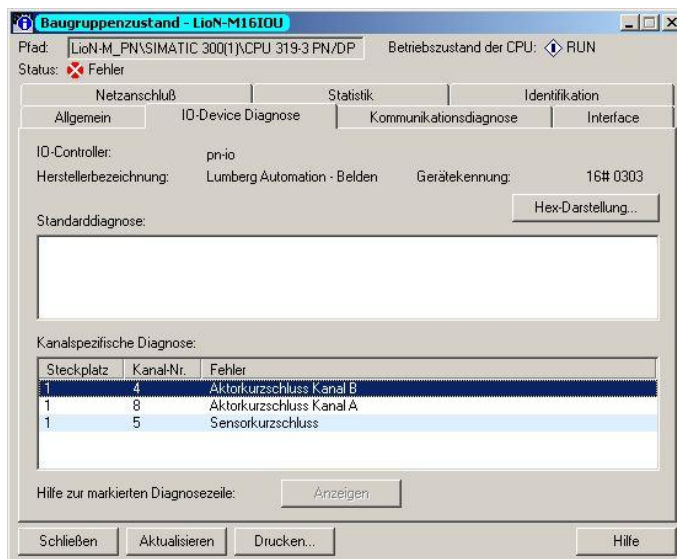 Baugruppenzustand - LioN-M16IOU
Pfad: LioN-M_PN\SIMATIC 300(1)\CPU 319-3 PN/DP Betriebszustand der CPU: RUN
Status: Fehler
Netzanschluß Statistik Identifikation
Allgemein IO-Device Diagnose Kommunikationsdiagnose Interface
IO-Controller: pn-io
Herstellerbezeichnung: Lumberg Automation - Belden Gerätekennung: 16# 0303
Hex-Darstellung...
Standarddiagnose:
Kanalspezifische Diagnose:
Steckplatz Kanal-Nr. Fehler
1 4 Aktorkurzschluss Kanal B
1 8 Aktorkurzschluss Kanal A
1 5 Sensorkurzschluss
Hilfe zur markierten Diagnosezeile: Anzeigen
Schließen Aktualisieren Drucken... Hilfe